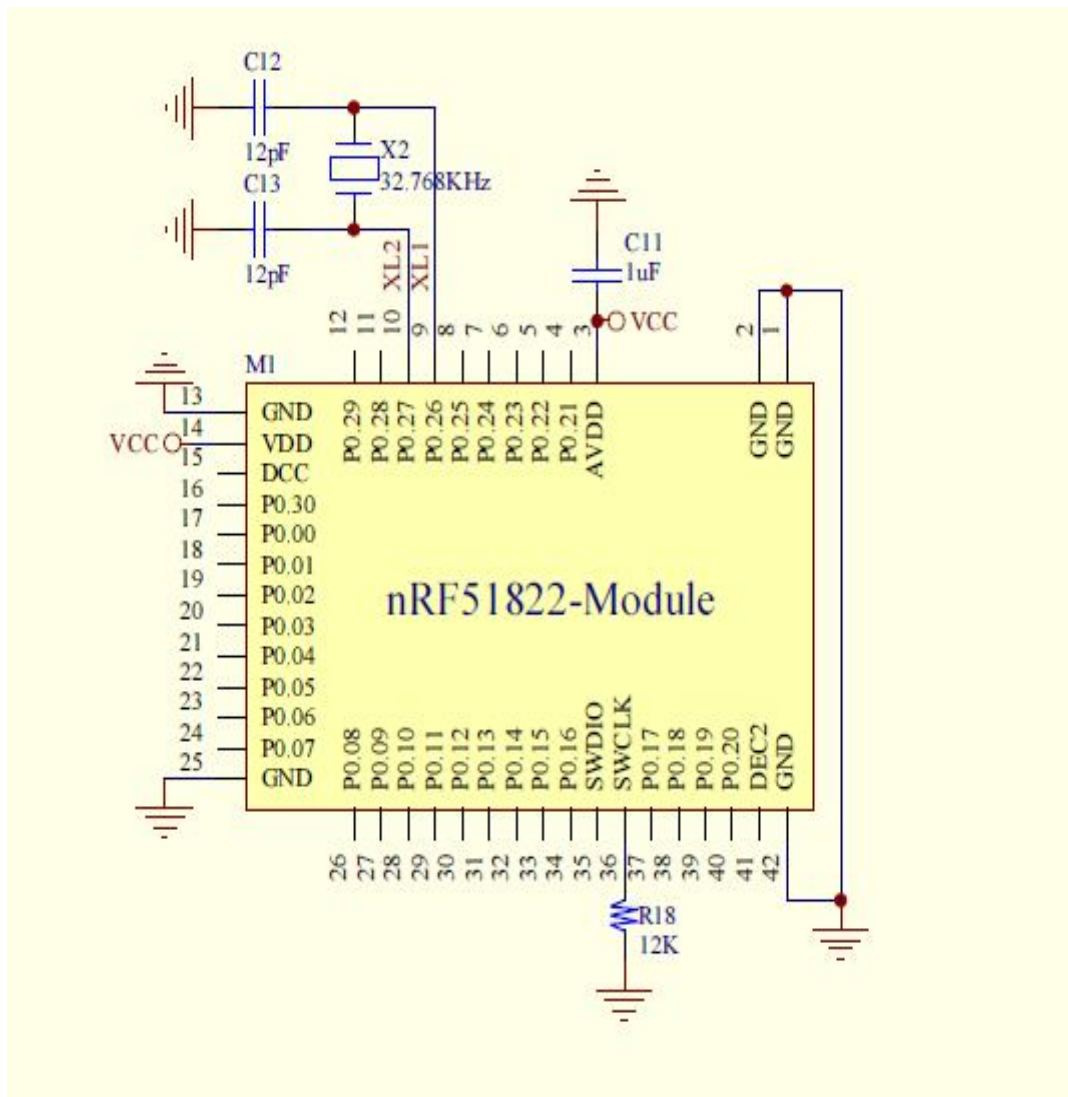 C12
12pF
X2
32.768KHz
C13
12pF
XL2
XL1
C11
1uF
VCC
12
11
10
9
8
7
6
5
4
3
2
1
M1
13
GND
14
VCC
VDD
15
DCC
16
P0.30
17
P0.00
18
P0.01
19
P0.02
20
P0.03
21
P0.04
22
P0.05
23
P0.06
24
P0.07
25
GND
P0.29
P0.28
P0.27
P0.26
P0.25
P0.24
P0.23
P0.22
P0.21
AVDD
GND
GND
nRF51822-Module
P0.08
P0.09
P0.10
P0.11
P0.12
P0.13
P0.14
P0.15
P0.16
SWDIO
SWCLK
P0.17
P0.18
P0.19
P0.20
DEC2
GND
26
27
28
29
30
31
32
33
34
35
36
37
38
39
40
41
42
R18
12K